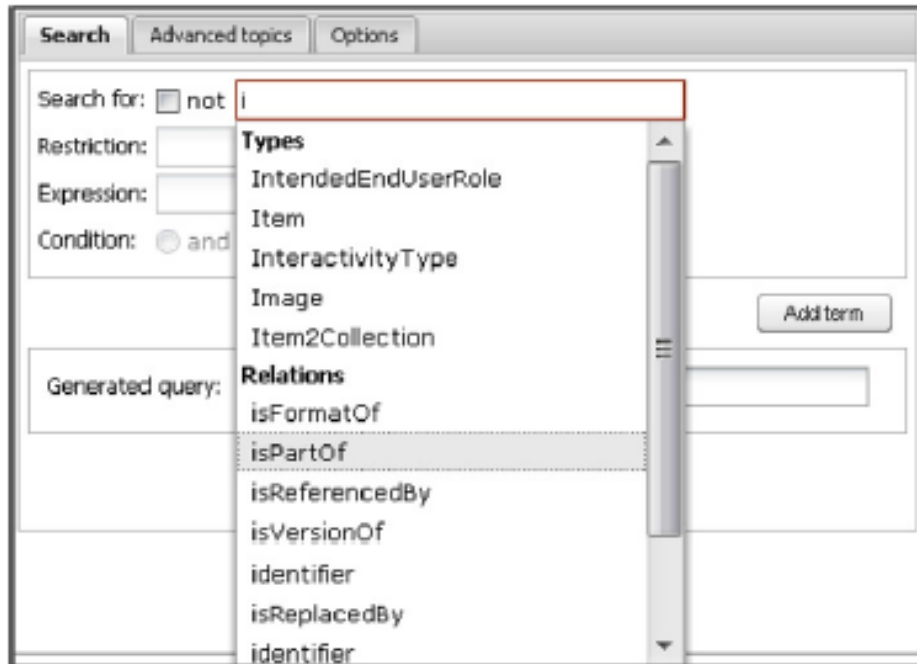 Search Advanced topics Options
Search for: not i
Restriction:
Expression:
Condition: and
Types
IntendedEndUserRole
Item
InteractivityType
Image
Item2Collection
Relations
isFormatOf
isPartOf
isReferencedBy
isVersionOf
identifier
isReplacedBy
identifier
Add term
Generated query: